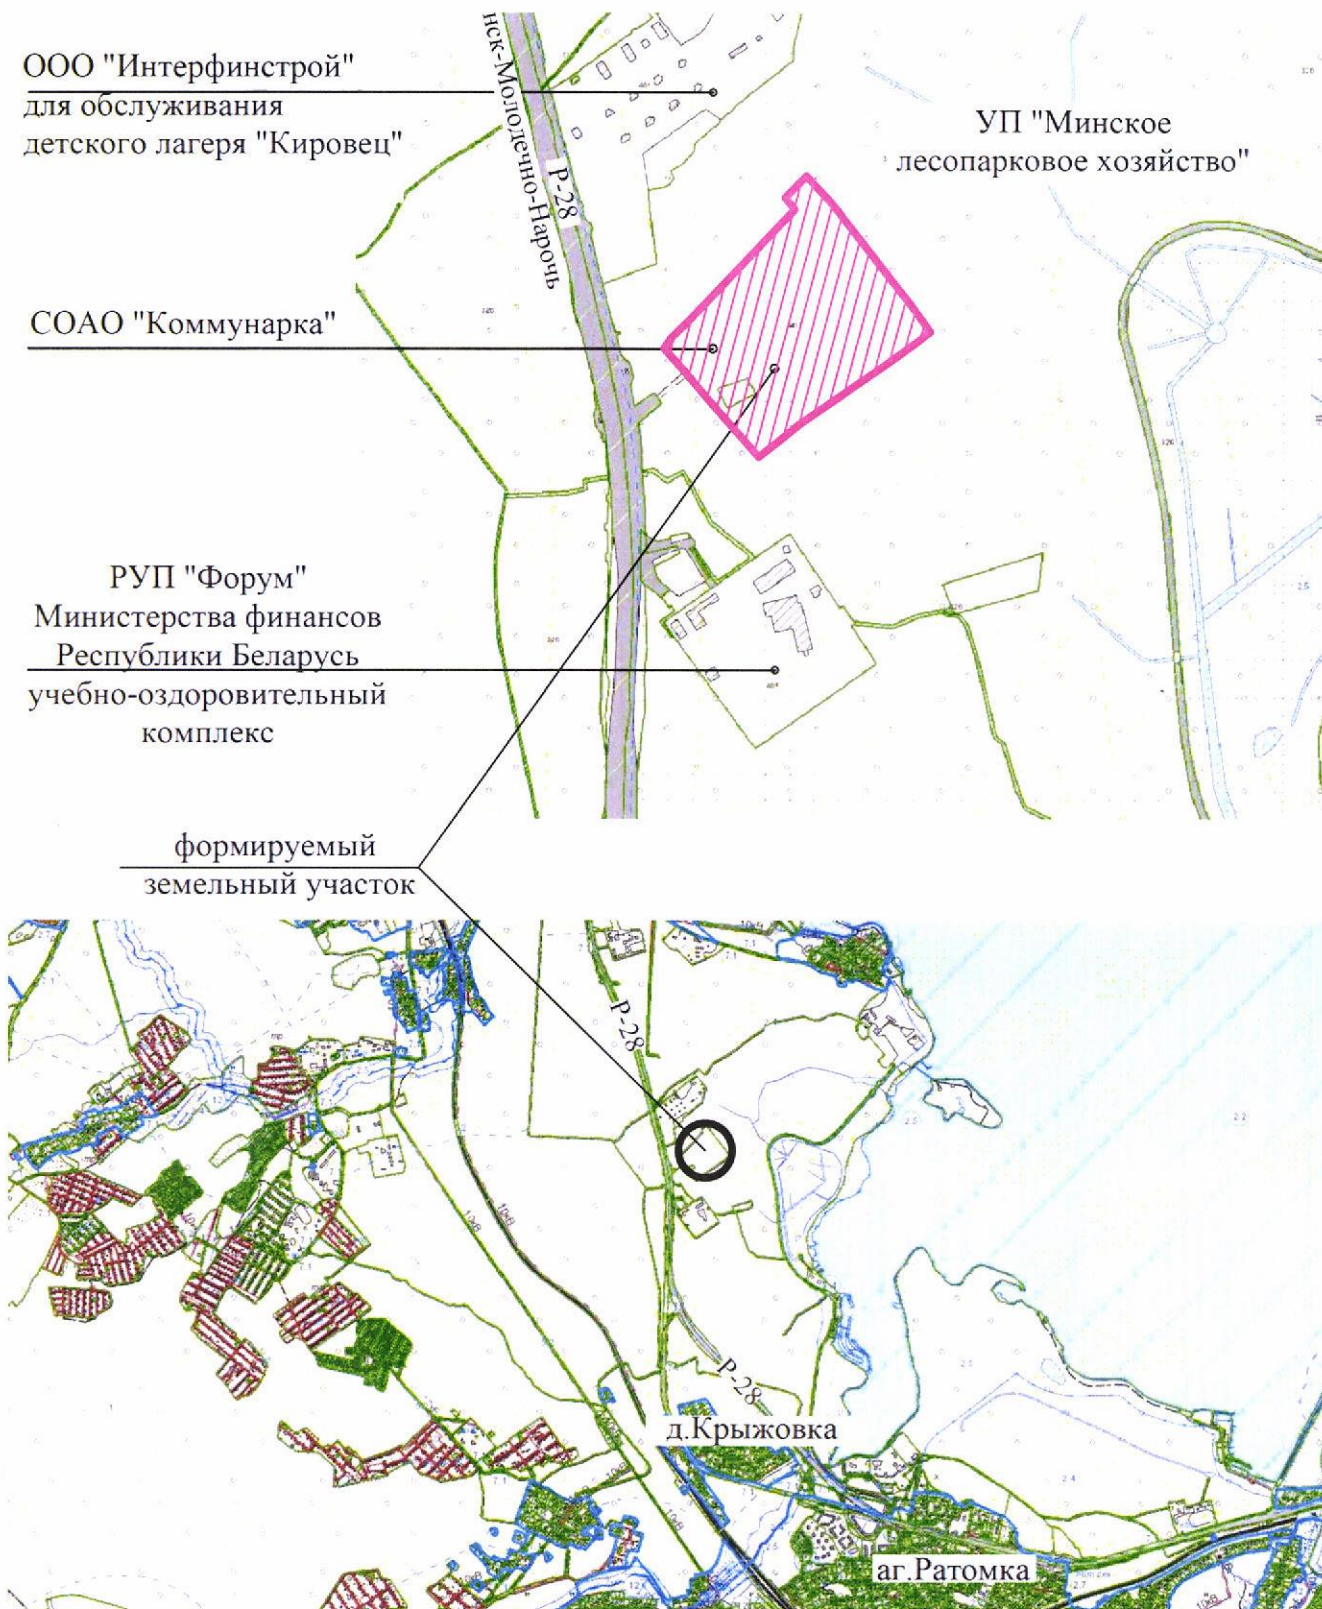 ООО "Интерфинстрой"
для обслуживания
детского лагеря "Кировец"
нск-Молодечно-Нарочь
Р-28
УП "Минское
лесопарковое хозяйство"
СОАО "Коммунарка"
РУП "Форум"
Министерства финансов
Республики Беларусь
учебно-оздоровительный
комплекс
формируемый
земельный участок
Р-28
Р-28
д.Крыжовка
аг.Ратомка